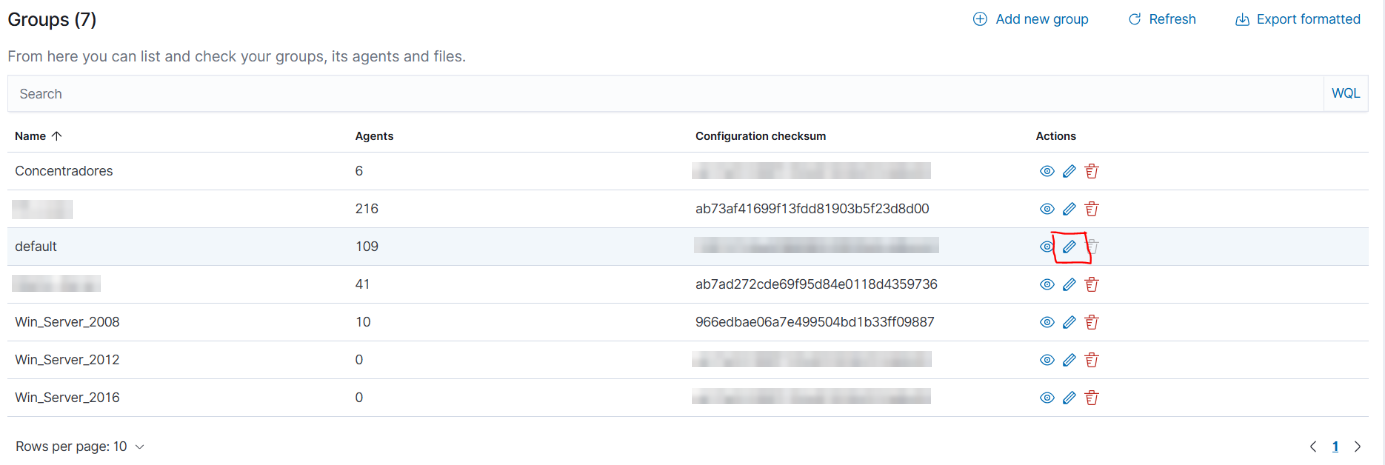 Groups (7)
Add new group
Refresh
Export formatted
From here you can list and check your groups, its agents and files.
Search
WQL
Name Agents Configuration checksum Actions
Concentradores 6
216 ab73af41699f13fdd81903b5f23d8d00
default 109
41 ab7ad272cde69f95d84e0118d4359736
Win_Server_2008 10 966edbae06a7e499504bd1b33ff09887
Win_Server_2012 0
Win_Server_2016 0
Rows per page: 10
1